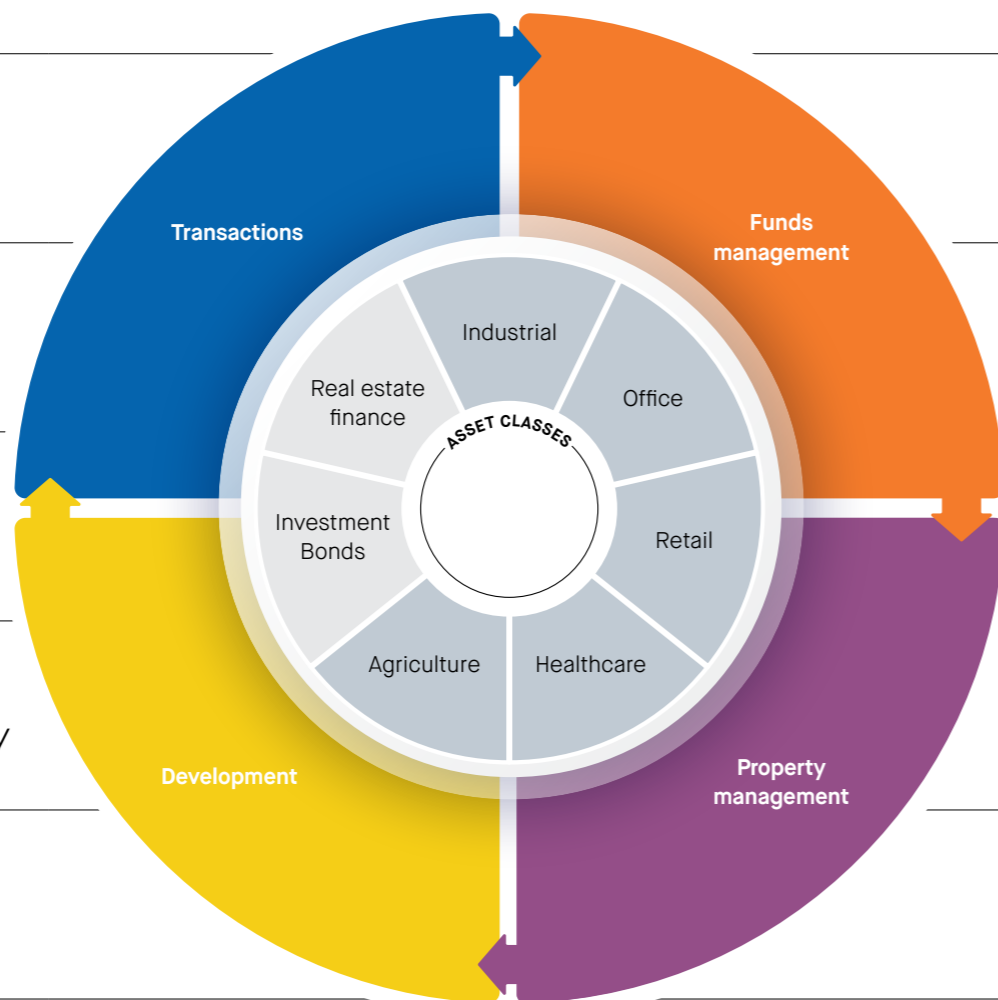 Transactions
Funds
management
Industrial
Real estate
finance
Office
ASSET CLASSES
Investment
Bonds
Retail
Agriculture
Healthcare
Development
Property
management